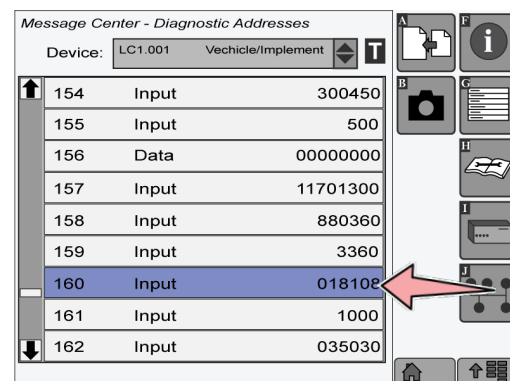 Message Center - Diagnostic Addresses
Device: LC1.001 Vechicle/Implement T
154 Input 300450
155 Input 500
156 Data 00000000
157 Input 11701300
158 Input 880360
159 Input 3360
160 Input 018108
161 Input 1000
162 Input 035030
A
F
i
B
G
H
I
J